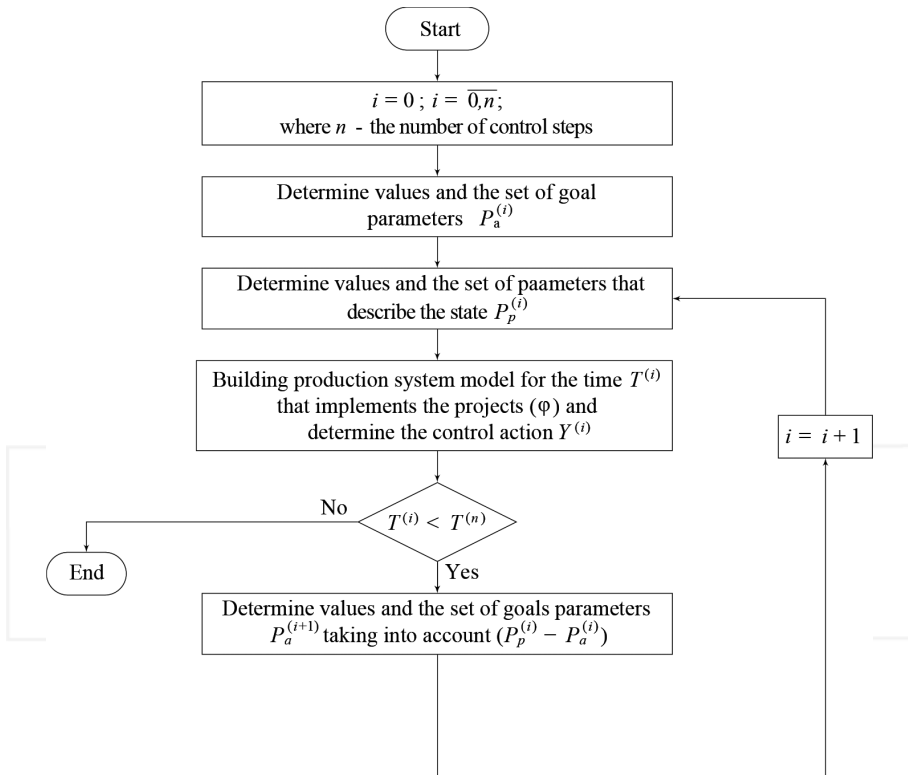 Start
i = 0 ; i = \overline{0,n};
where n - the number of control steps
Determine values and the set of goal
parameters P_a^{(i)}
Determine values and the set of paameters that
describe the state P_p^{(i)}
Building production system model for the time T^{(i)}
that implements the projects (φ) and
determine the control action Y^{(i)}
i = i + 1
No
T^{(i)} < T^{(n)}
End
Yes
Determine values and the set of goals parameters
P_a^{(i+1)} taking into account (P_p^{(i)} − P_a^{(i)})